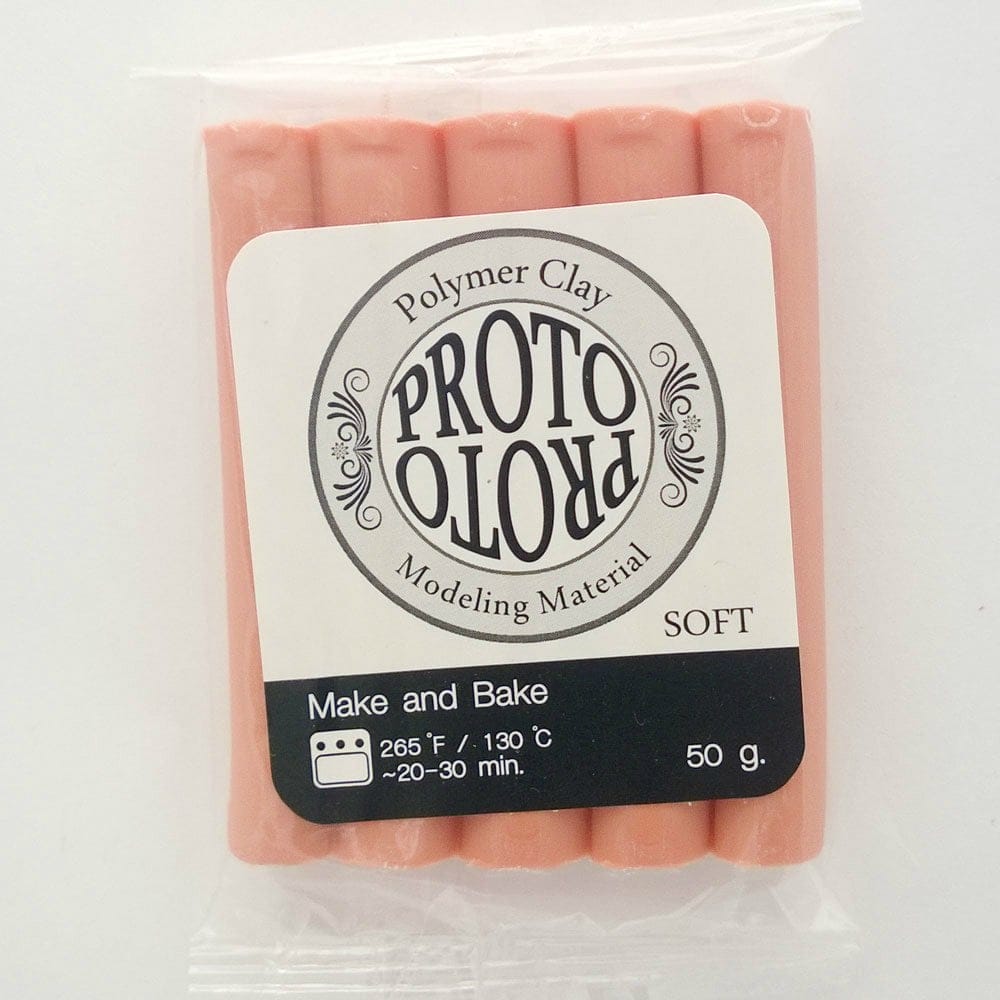 Polymer Clay
PROTO
PROTO
Modeling Material
SOFT
Make and Bake
265 °F / 130 °C
~20-30 min.
50 g.